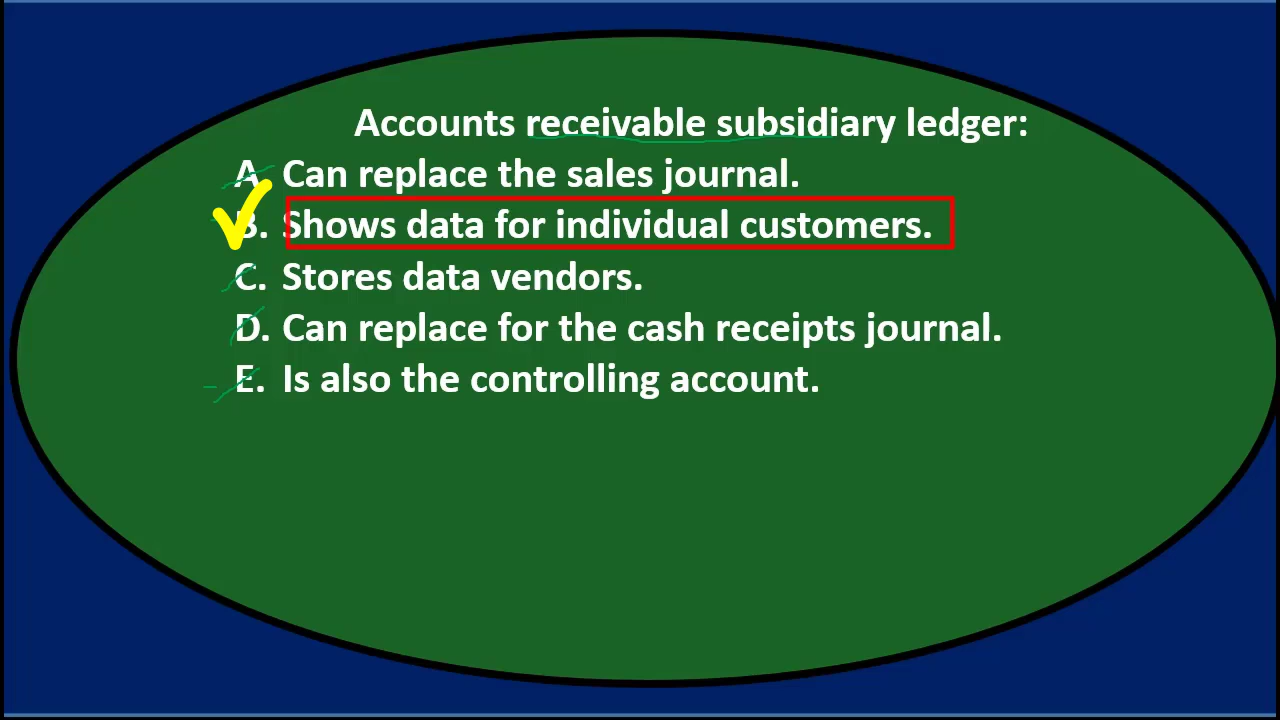 Accounts receivable subsidiary ledger:
A. Can replace the sales journal.
B. Shows data for individual customers.
C. Stores data vendors.
D. Can replace for the cash receipts journal.
E. Is also the controlling account.